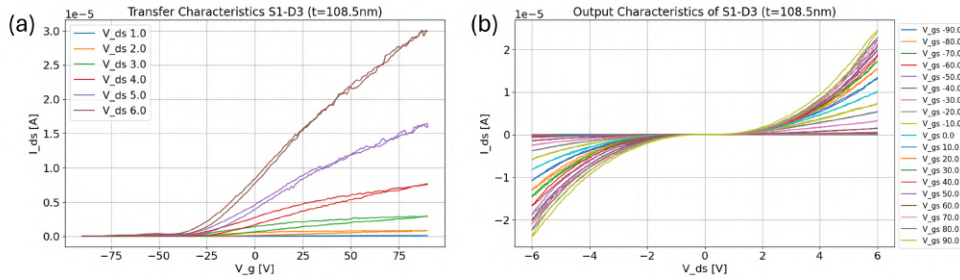 (a)
Transfer Characteristics S1-D3 (t=108.5nm)
1e-5
3.0
2.5
2.0
1.5
1.0
0.5
0.0
I_ds [A]
V_ds 1.0
V_ds 2.0
V_ds 3.0
V_ds 4.0
V_ds 5.0
V_ds 6.0
-75 -50 -25 0 25 50 75
V_g [V]
(b)
Output Characteristics of S1-D3 (t=108.5nm)
1e-5
2
1
0
-1
-2
I_ds [A]
-6 -4 -2 0 2 4 6
V_ds [V]
V_gs -90.0
V_gs -80.0
V_gs -70.0
V_gs -60.0
V_gs -50.0
V_gs -40.0
V_gs -30.0
V_gs -20.0
V_gs -10.0
V_gs 0.0
V_gs 10.0
V_gs 20.0
V_gs 30.0
V_gs 40.0
V_gs 50.0
V_gs 60.0
V_gs 70.0
V_gs 80.0
V_gs 90.0